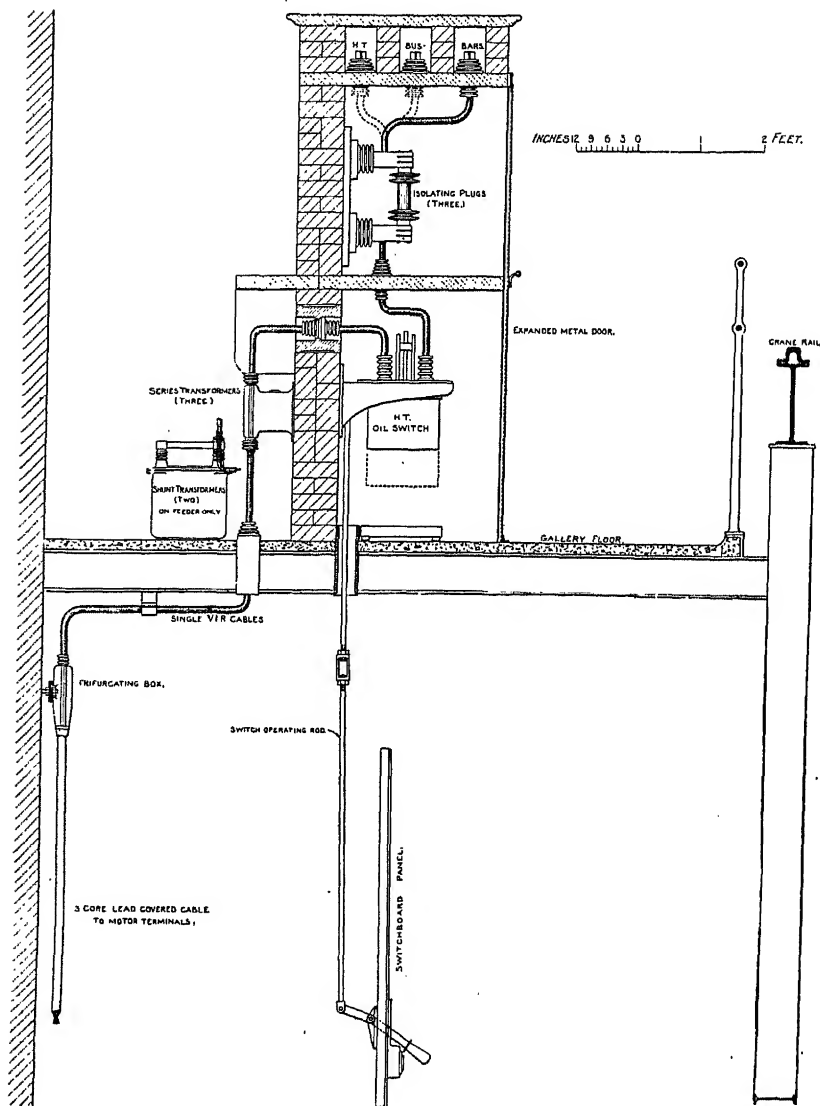 H T BUS- BARS.
INCHES 12 9 6 3 0 1 2 FEET.
ISOLATING PLUGS
(THREE.)
EXPANDED METAL DOOR.
CRANE RAIL
SERIES TRANSFORMERS
(THREE)
H.T.
OIL SWITCH
SHUNT TRANSFORMERS
(TWO)
ON FEEDER ONLY
GALLERY FLOOR
SINGLE V.I.R CABLES
TRIFURCATING BOX.
SWITCH OPERATING ROD.
SWITCHBOARD PANEL.
3 CORE LEAD COVERED CABLE
TO MOTOR TERMINALS,